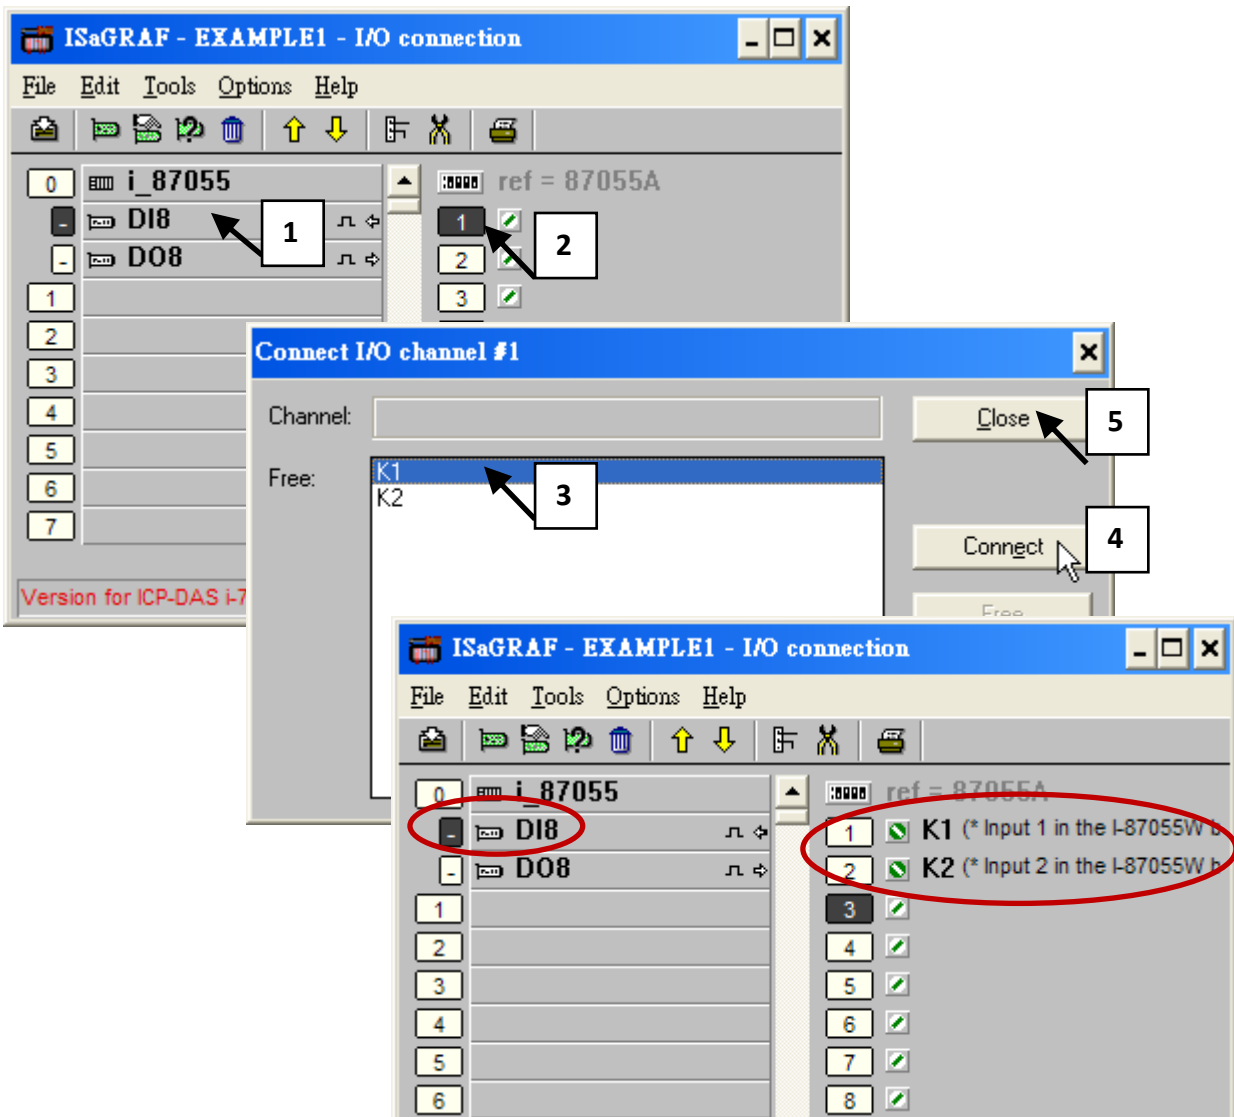 ISaGRAF - EXAMPLE1 - I/O connection
File Edit Tools Options Help
0 i_87055 ref = 87055A
- DI8 1 1 2
- DO8 2
1 3
2
3
4
5
6
7
Version for ICP-DAS i-7
Connect I/O channel #1
Channel: Close 5
Free: K1 3
K2
Connect 4
Free
ISaGRAF - EXAMPLE1 - I/O connection
File Edit Tools Options Help
0 i_87055 ref = 87055A
- DI8 1 K1 (* Input 1 in the I-87055W b
- DO8 2 K2 (* Input 2 in the I-87055W b
1 3
2 4
3 5
4 6
5 7
6 8